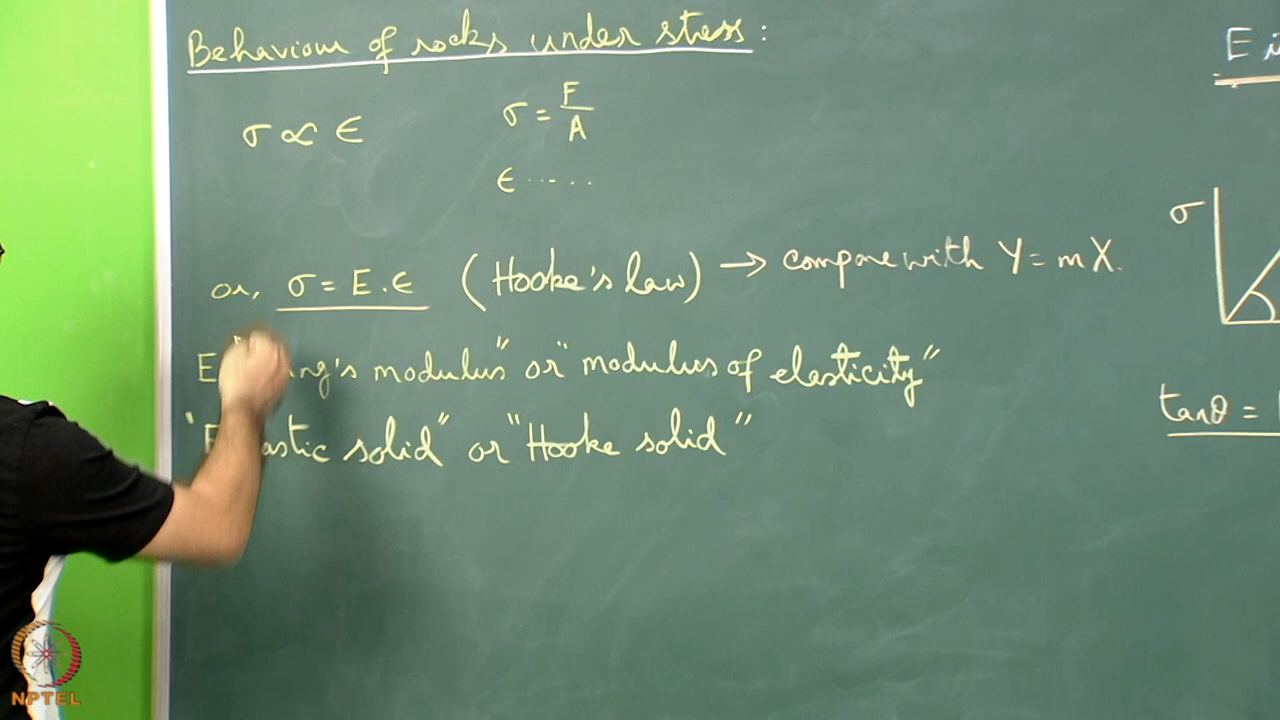 Behaviour of rocks under stress :
σ ∝ ϵ
σ = F/A
ϵ .....
or, σ = E . ϵ (Hooke's law) → compare with Y = m X.
E modulus" or "modulus of elasticity"
solid" or "Hooke solid"
E
σ
tanθ =
NPTEL